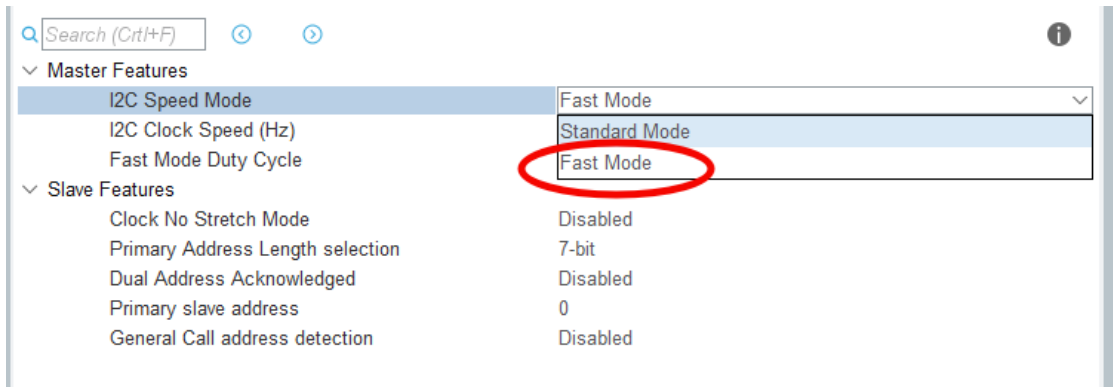 Search (Crtl+F)
Master Features
I2C Speed Mode Fast Mode
I2C Clock Speed (Hz) Standard Mode
Fast Mode Duty Cycle Fast Mode
Slave Features
Clock No Stretch Mode Disabled
Primary Address Length selection 7-bit
Dual Address Acknowledged Disabled
Primary slave address 0
General Call address detection Disabled